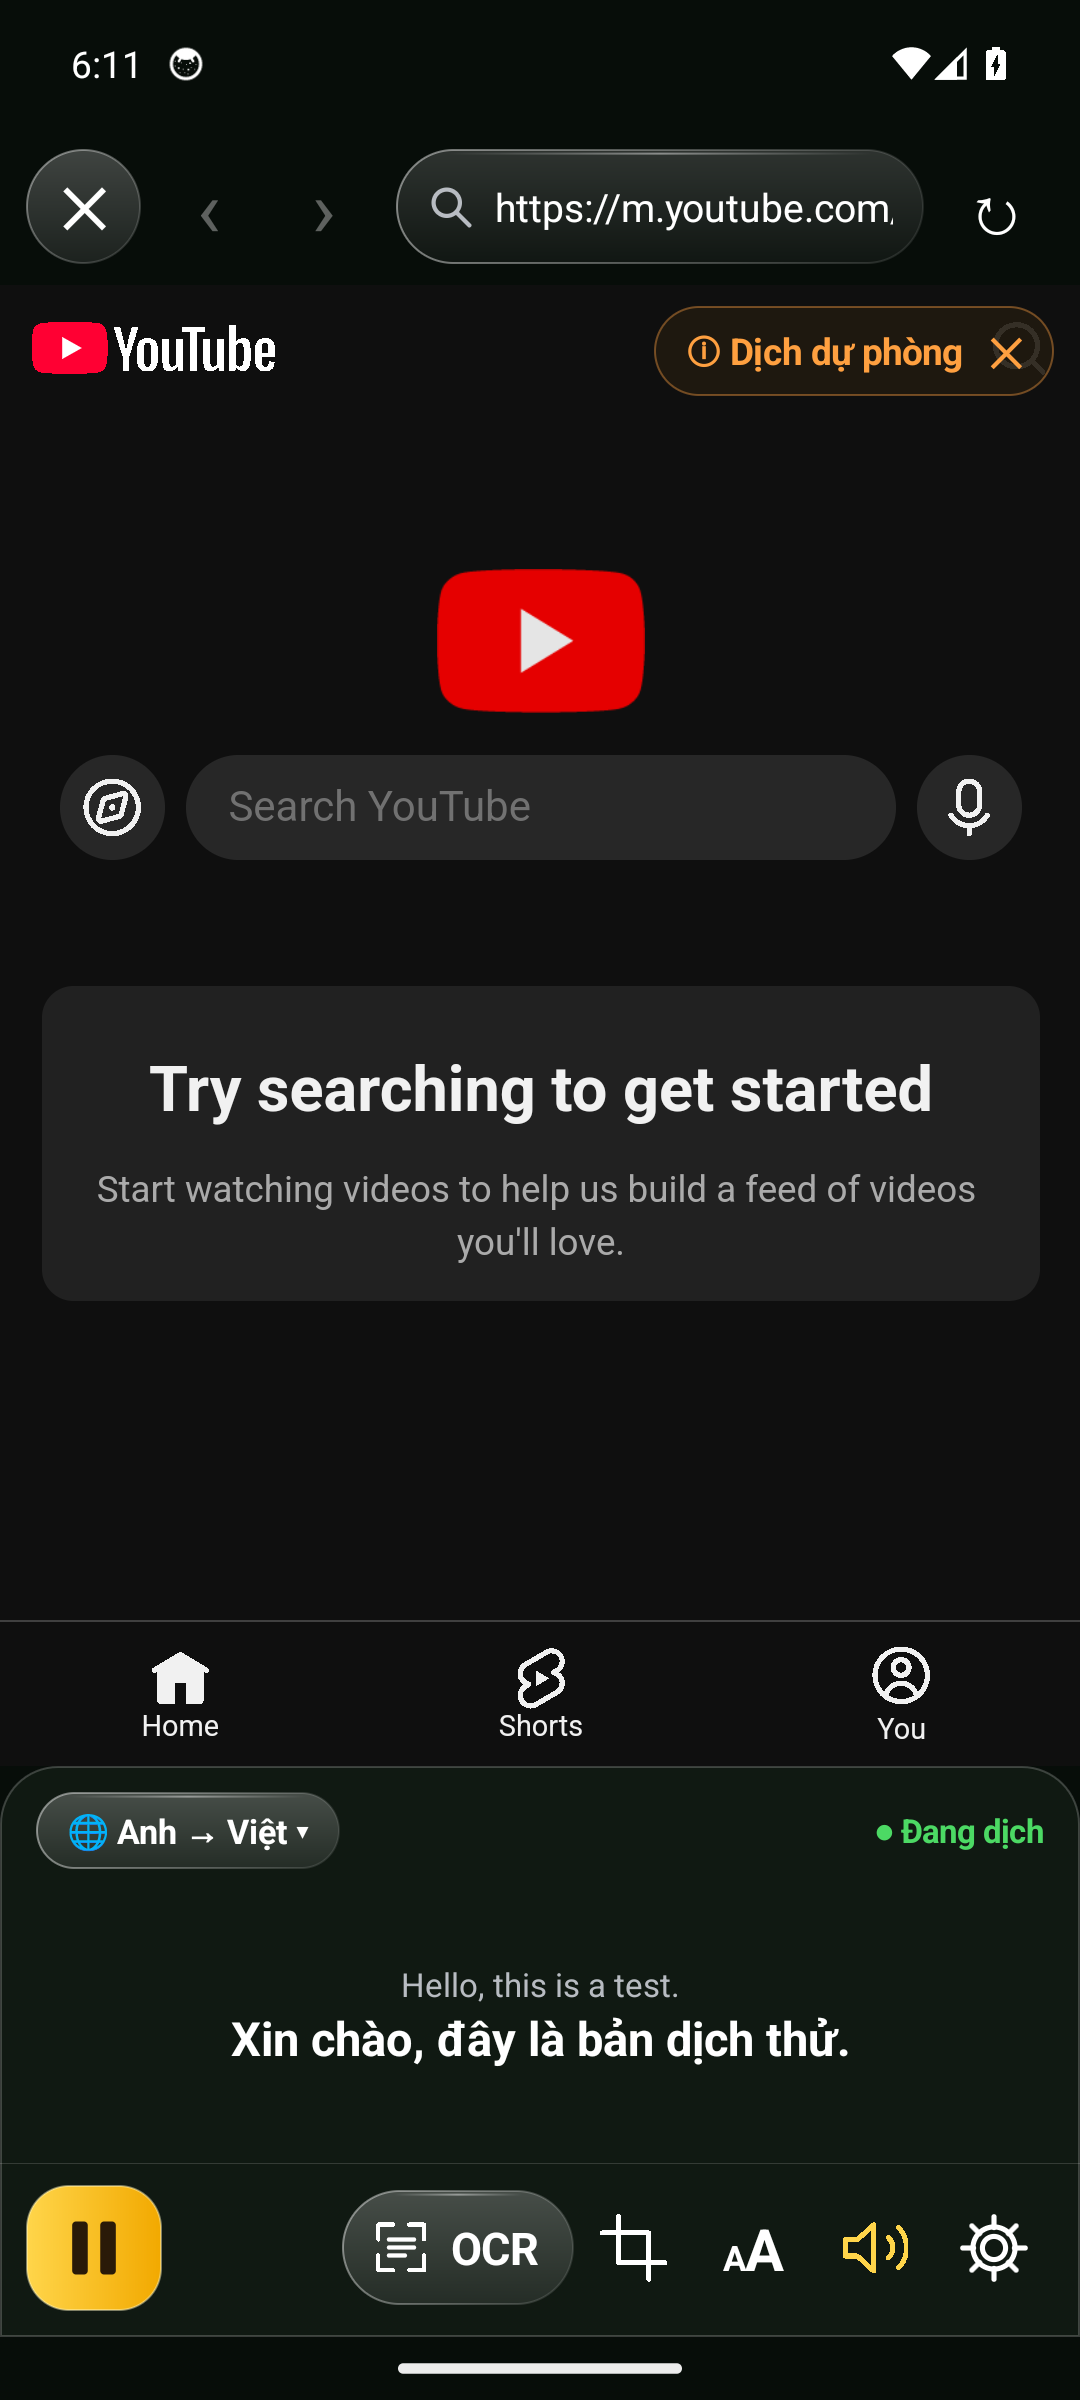 6:11
https://m.youtube.com/
YouTube
Dịch dự phòng
Search YouTube
Try searching to get started
Start watching videos to help us build a feed of videos
you'll love.
Home
Shorts
You
Anh → Việt ▾
Đang dịch
Hello, this is a test.
Xin chào, đây là bản dịch thử.
OCR
AA